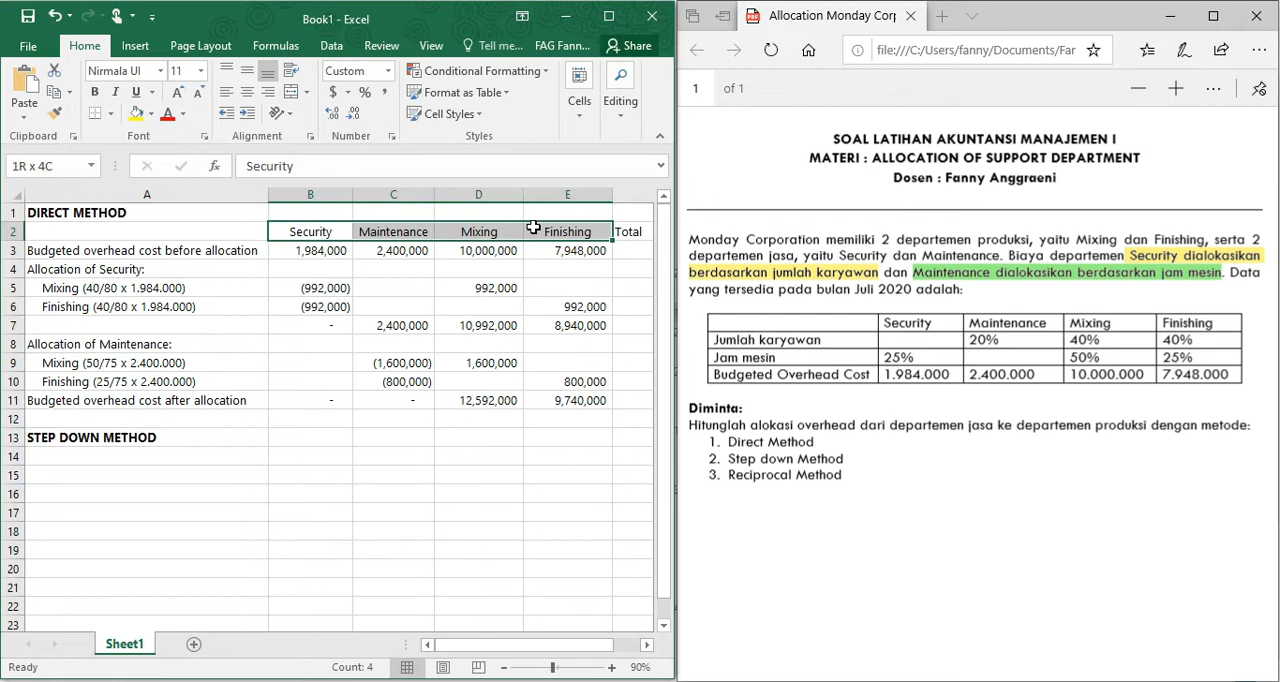 Book1 - Excel
File Home Insert Page Layout Formulas Data Review View Tell me... FAG Fann... Share
Paste
Nirmala UI 11
B I U A A
A
Custom
$ % ,
Conditional Formatting
Format as Table
Cell Styles
Cells
Editing
Clipboard Font Alignment Number Styles
1R x 4C fx Security
A B C D E
1 DIRECT METHOD
2 Security Maintenance Mixing Finishing Total
3 Budgeted overhead cost before allocation 1,984,000 2,400,000 10,000,000 7,948,000
4 Allocation of Security:
5 Mixing (40/80 x 1.984.000) (992,000) 992,000
6 Finishing (40/80 x 1.984.000) (992,000) 992,000
7 - 2,400,000 10,992,000 8,940,000
8 Allocation of Maintenance:
9 Mixing (50/75 x 2.400.000) (1,600,000) 1,600,000
10 Finishing (25/75 x 2.400.000) (800,000) 800,000
11 Budgeted overhead cost after allocation - - 12,592,000 9,740,000
12
13 STEP DOWN METHOD
14
15
16
17
18
19
20
21
22
23
Sheet1
Ready Count: 4 90%
Allocation Monday Corp
file:///C:/Users/fanny/Documents/Far
1 of 1
SOAL LATIHAN AKUNTANSI MANAJEMEN I
MATERI : ALLOCATION OF SUPPORT DEPARTMENT
Dosen : Fanny Anggraeni
Monday Corporation memiliki 2 departemen produksi, yaitu Mixing dan Finishing, serta 2
departemen jasa, yaitu Security dan Maintenance. Biaya departemen Security dialokasikan
berdasarkan jumlah karyawan dan Maintenance dialokasikan berdasarkan jam mesin. Data
yang tersedia pada bulan Juli 2020 adalah:
Security Maintenance Mixing Finishing
Jumlah karyawan 20% 40% 40%
Jam mesin 25% 50% 25%
Budgeted Overhead Cost 1.984.000 2.400.000 10.000.000 7.948.000
Diminta:
Hitunglah alokasi overhead dari departemen jasa ke departemen produksi dengan metode:
1. Direct Method
2. Step down Method
3. Reciprocal Method